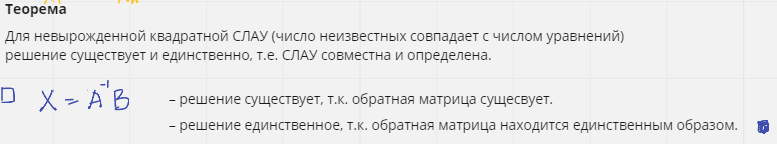 Теорема
Для невырожденной квадратной СЛАУ (число неизвестных совпадает с числом уравнений)
решение существует и единственно, т.е. СЛАУ совместна и определена.
X = A⁻¹B – решение существует, т.к. обратная матрица сущесвует.
– решение единственное, т.к. обратная матрица находится единственным образом.